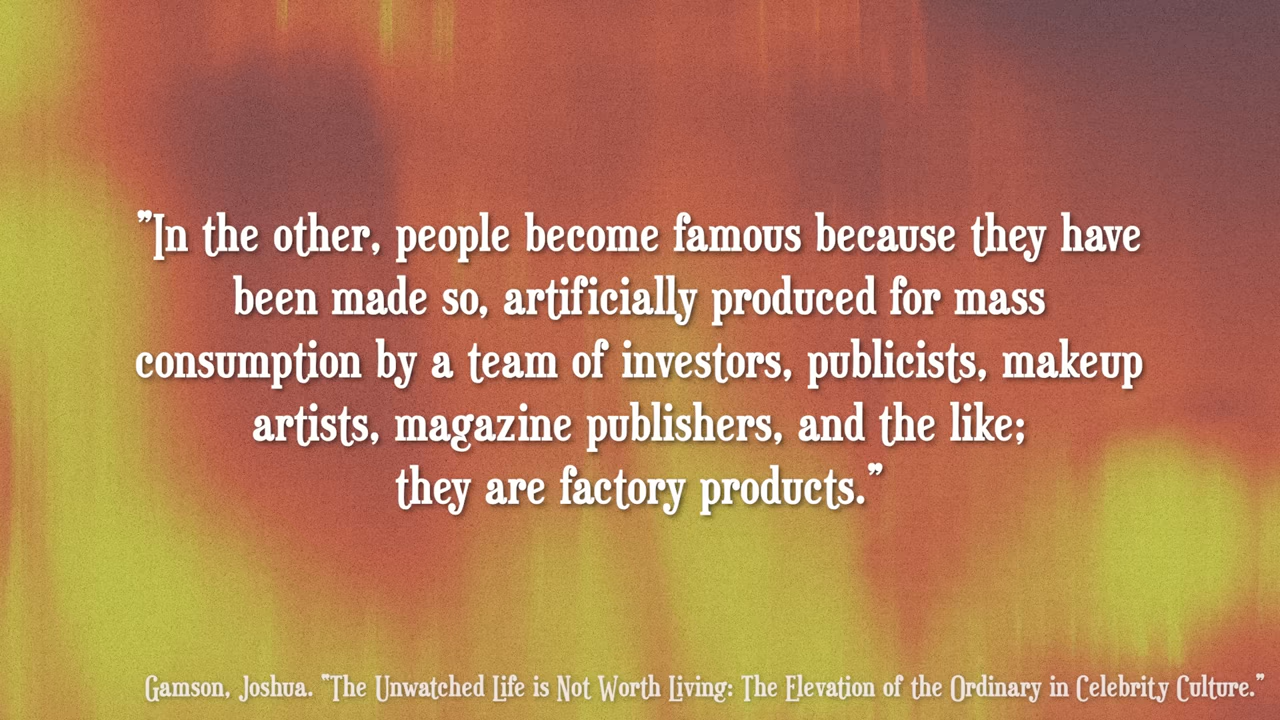 "In the other, people become famous because they have
been made so, artificially produced for mass
consumption by a team of investors, publicists, makeup
artists, magazine publishers, and the like;
they are factory products."
Gamson, Joshua. "The Unwatched Life is Not Worth Living: The Elevation of the Ordinary in Celebrity Culture."